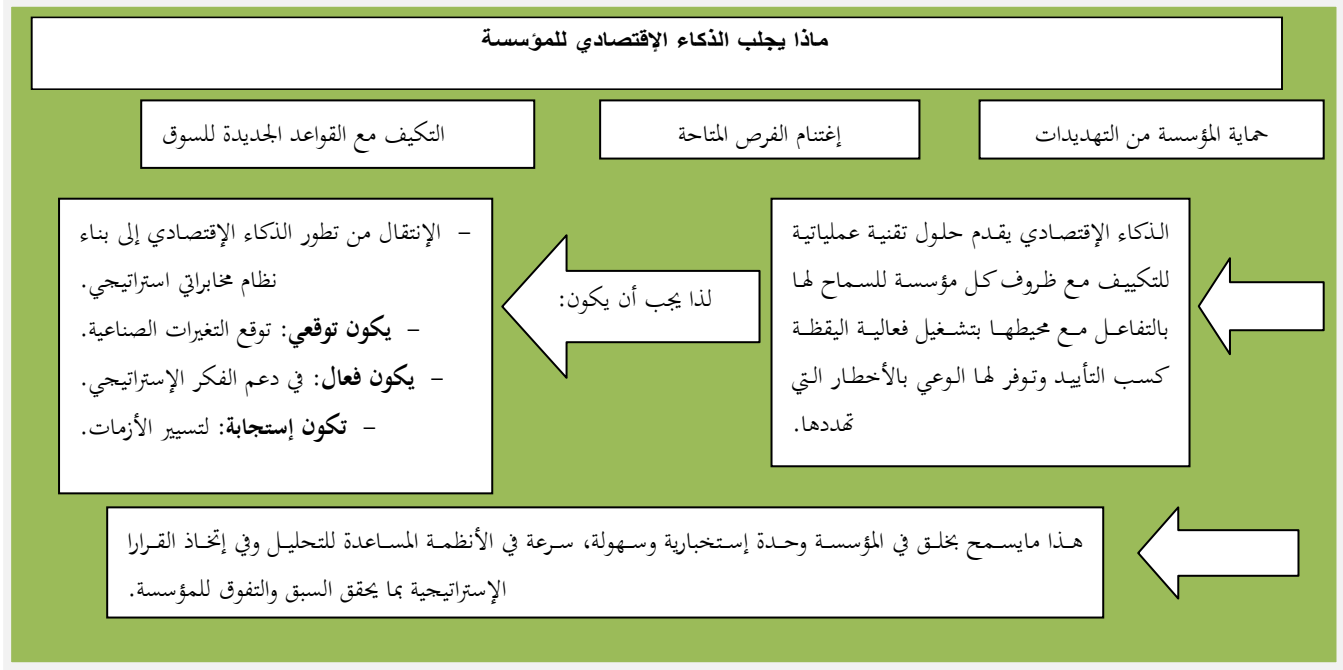 ماذا يجلب الذكاء الإقتصادي للمؤسسة
حماية المؤسسة من التهديدات
إغتنام الفرص المتاحة
التكيف مع القواعد الجديدة للسوق
الذكاء الإقتصادي يقدم حلول تقنية عملياتية
للتكييف مع ظروف كل مؤسسة للسماح لها
بالتفاعل مع محيطها بتشغيل فعالية اليقظة
كسب التأييد وتوفر لها الوعي بالأخطار التي
تهددها.
لذا يجب أن يكون:
- الإنتقال من تطور الذكاء الإقتصادي إلى بناء
نظام مخابراتي استراتيجي.
- يكون توقعي: توقع التغيرات الصناعية.
- يكون فعال: في دعم الفكر الإستراتيجي.
- تكون إستجابة: لتسيير الأزمات.
هذا مايسمح بخلق في المؤسسة وحدة إستخبارية وسهولة، سرعة في الأنظمة المساعدة للتحليل وفي إتخاذ القرارا
الإستراتيجية بما يحقق السبق والتفوق للمؤسسة.